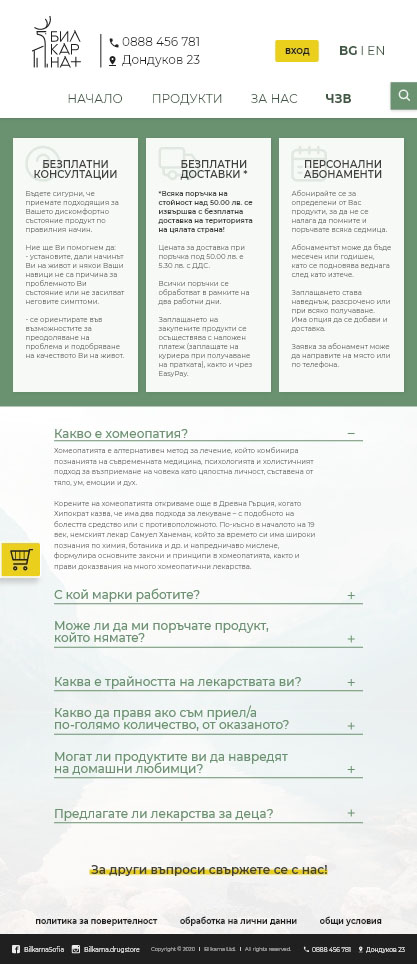 БИЛ
КАР
НА+
0888 456 781
Дондуков 23
ВХОД
BG I EN
НАЧАЛО
ПРОДУКТИ
ЗА НАС
ЧЗВ
БЕЗПЛАТНИ
КОНСУЛТАЦИИ
Бъдете сигурни, че
приемате подходящия за
Вашето дискомфортно
състояние продукт по
правилния начин.
Ние ще Ви помогнем да:
- установите, дали начинът
Ви на живот и някои Ваши
навици не са причина за
проблемното Ви
състояние или не засилват
неговите симптоми.
- се ориентирате във
възможностите за
преодоляване на
проблема и подобряване
на качеството Ви на живот.
БЕЗПЛАТНИ
ДОСТАВКИ *
*Всяка поръчка на
стойност над 50.00 лв. се
извършва с безплатна
доставка на територията
на цялата страна!
Цената за доставка при
поръчка под 50.00 лв. е
5.30 лв. с ДДС.
Всички поръчки се
обработват в рамките на
два работни дни.
Заплащането на
закупените продукти се
осъществява с наложен
платеж (заплащате на
куриера при получаване
на пратката), както и чрез
EasyPay.
ПЕРСОНАЛНИ
АБОНАМЕНТИ
Абонирайте се за
определени от Вас
продукти, за да не се
налага да помните и
поръчвате всяка седмица.
Абонаментът може да бъде
месечен или годишен,
като се подновява веднага
след като изтече.
Заплащането става
наведнъж, разсрочено или
при всяко получаване.
Има опция да се добави и
доставка.
Заявка за абонамент може
да направите на място или
по телефона.
Какво е хомеопатия? –
Хомеопатията е алтернативен метод за лечение, който комбинира
познанията на съвременната медицина, психологията и холистичният
подход за възприемане на човека като цялостна личност, съставена от
тяло, ум, емоции и дух.
Корените на хомеопатията откриваме още в Древна Гърция, когато
Хипократ казва, че има два подхода за лекуване – с подобното на
болестта средство или с противоположното. По-късно в началото на 19
век, немският лекар Самуел Ханеман, който за времето си има широки
познания по химия, ботаника и др. и напредничаво мислене,
формулира основните закони и принципи в хомеопатията, както и
прави доказвания на много хомеопатични лекарства.
С кой марки работите? +
Може ли да ми поръчате продукт,
който нямате? +
Каква е трайността на лекарствата ви? +
Какво да правя ако съм приел/а
по-голямо количество, от оказаното? +
Могат ли продуктите ви да навредят
на домашни любимци? +
Предлагате ли лекарства за деца? +
За други въпроси свържете се с нас!
политика за поверителност
обработка на лични данни
общи условия
BilkarnaSofia
Bilkarna.drugstore
Copyright © 2020 I Bilkarna Ltd. I All rights reserved.
0888 456 781
Дондуков 23